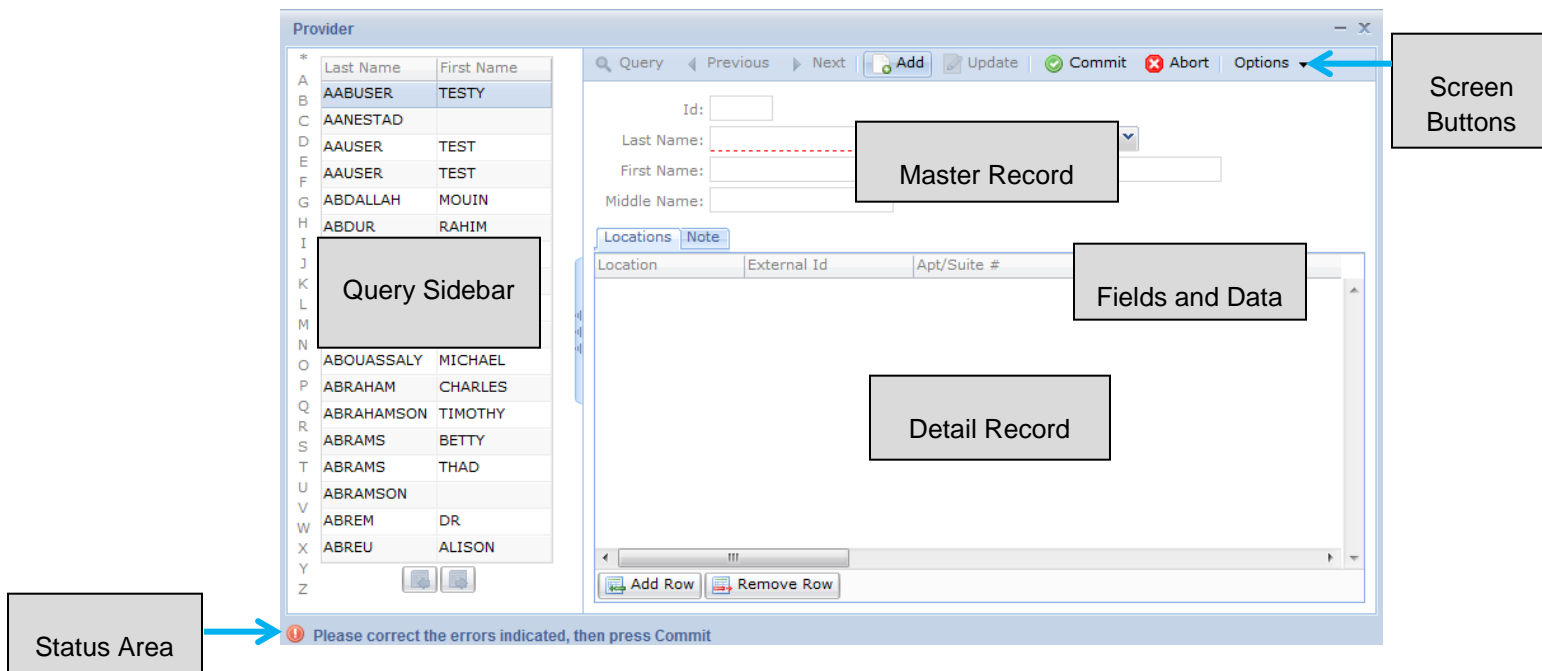 Provider
*
A
B
C
D
E
F
G
H
I
J
K
L
M
N
O
P
Q
R
S
T
U
V
W
X
Y
Z
Last Name First Name
AABUSER TESTY
AANESTAD
AAUSER TEST
AAUSER TEST
ABDALLAH MOUIN
ABDUR RAHIM
Query Sidebar
ABOUASSALY MICHAEL
ABRAHAM CHARLES
ABRAHAMSON TIMOTHY
ABRAMS BETTY
ABRAMS THAD
ABRAMSON
ABREM DR
ABREU ALISON
Query Previous Next Add Update Commit Abort Options
Screen
Buttons
Id:
Last Name:
First Name:
Middle Name:
Master Record
Locations Note
Location External Id Apt/Suite #
Fields and Data
Detail Record
Add Row Remove Row
Status Area
Please correct the errors indicated, then press Commit